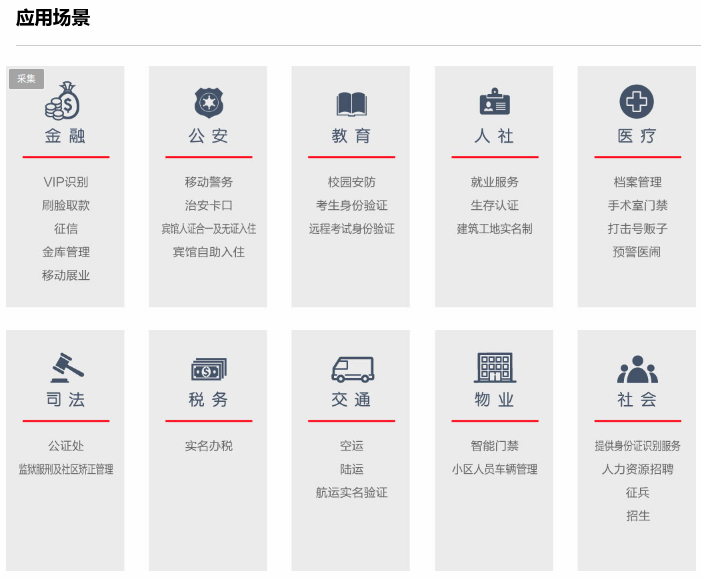 应用场景
采集
金融
VIP识别
刷脸取款
征信
金库管理
移动展业
公安
移动警务
治安卡口
宾馆人证合一及无证入住
宾馆自助入住
教育
校园安防
考生身份验证
远程考试身份验证
人社
就业服务
生存认证
建筑工地实名制
医疗
档案管理
手术室门禁
打击号贩子
预警医闹
司法
公证处
监狱服刑及社区矫正管理
税务
实名办税
交通
空运
陆运
航运实名验证
物业
智能门禁
小区人员车辆管理
社会
提供身份证识别服务
人力资源招聘
征兵
招生